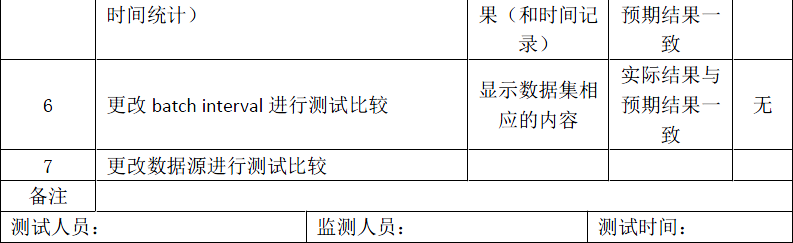 时间统计）
果（和时间记
录）
预期结果一
致
6
更改 batch interval 进行测试比较
显示数据集相
应的内容
实际结果与
预期结果一
致
无
7
更改数据源进行测试比较
备注
测试人员：
监测人员：
测试时间：